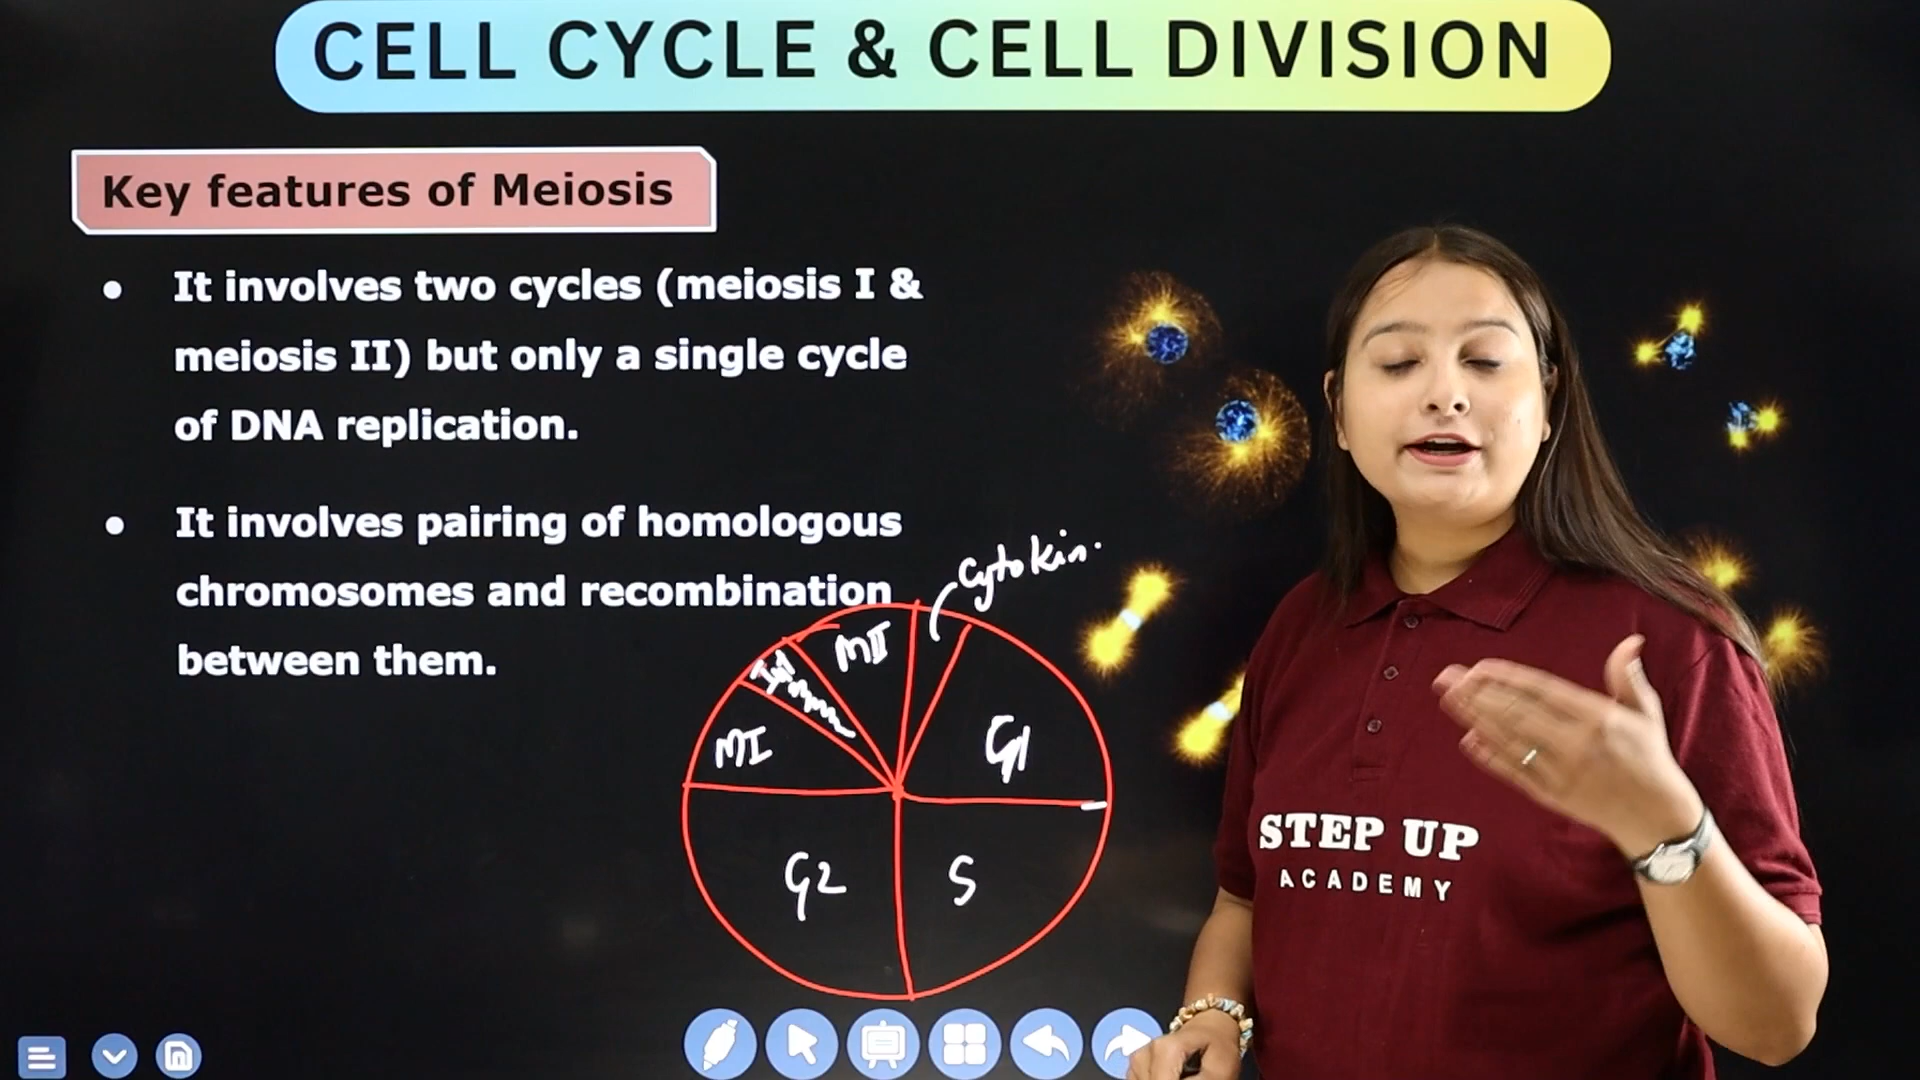 CELL CYCLE & CELL DIVISION
Key features of Meiosis
• It involves two cycles (meiosis I &
meiosis II) but only a single cycle
of DNA replication.
• It involves pairing of homologous
chromosomes and recombination
between them.
Cytokin.
MII
MI
G1
G2
S
STEP UP
ACADEMY